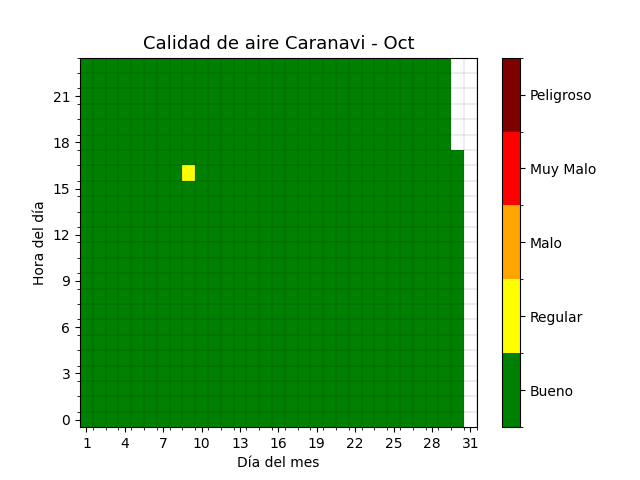 Calidad de aire Caranavi - Oct
Hora del día
21
18
15
12
9
6
3
0
1 4 7 10 13 16 19 22 25 28 31
Día del mes
Peligroso
Muy Malo
Malo
Regular
Bueno